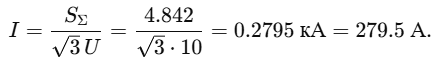 I = S_Σ / (√3 U) = 4.842 / (√3 · 10) = 0.2795 кА = 279.5 А.